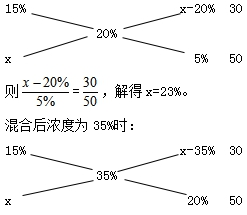 15% x-20% 30
20%
x 5% 50
则 (x-20%)/5% = 30/50，解得 x=23%。
混合后浓度为 35%时：
15% x-35% 30
35%
x 20% 50